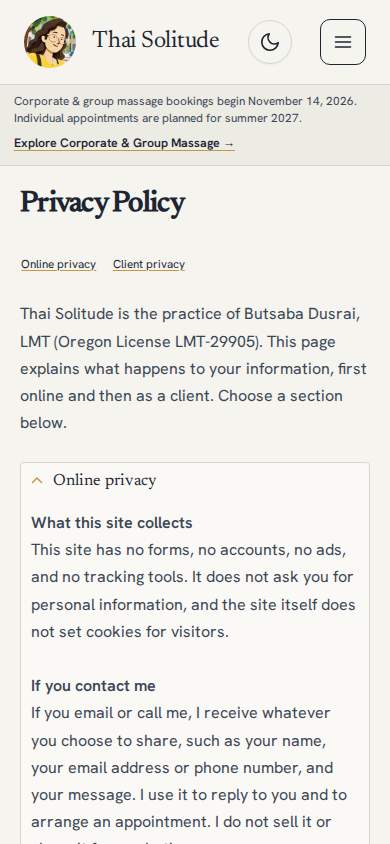 Thai Solitude
Corporate & group massage bookings begin November 14, 2026.
Individual appointments are planned for summer 2027.
Explore Corporate & Group Massage →
Privacy Policy
Online privacy Client privacy
Thai Solitude is the practice of Butsaba Dusrai,
LMT (Oregon License LMT-29905). This page
explains what happens to your information, first
online and then as a client. Choose a section
below.
Online privacy
What this site collects
This site has no forms, no accounts, no ads,
and no tracking tools. It does not ask you for
personal information, and the site itself does
not set cookies for visitors.
If you contact me
If you email or call me, I receive whatever
you choose to share, such as your name,
your email address or phone number, and
your message. I use it to reply to you and to
arrange an appointment. I do not sell it or